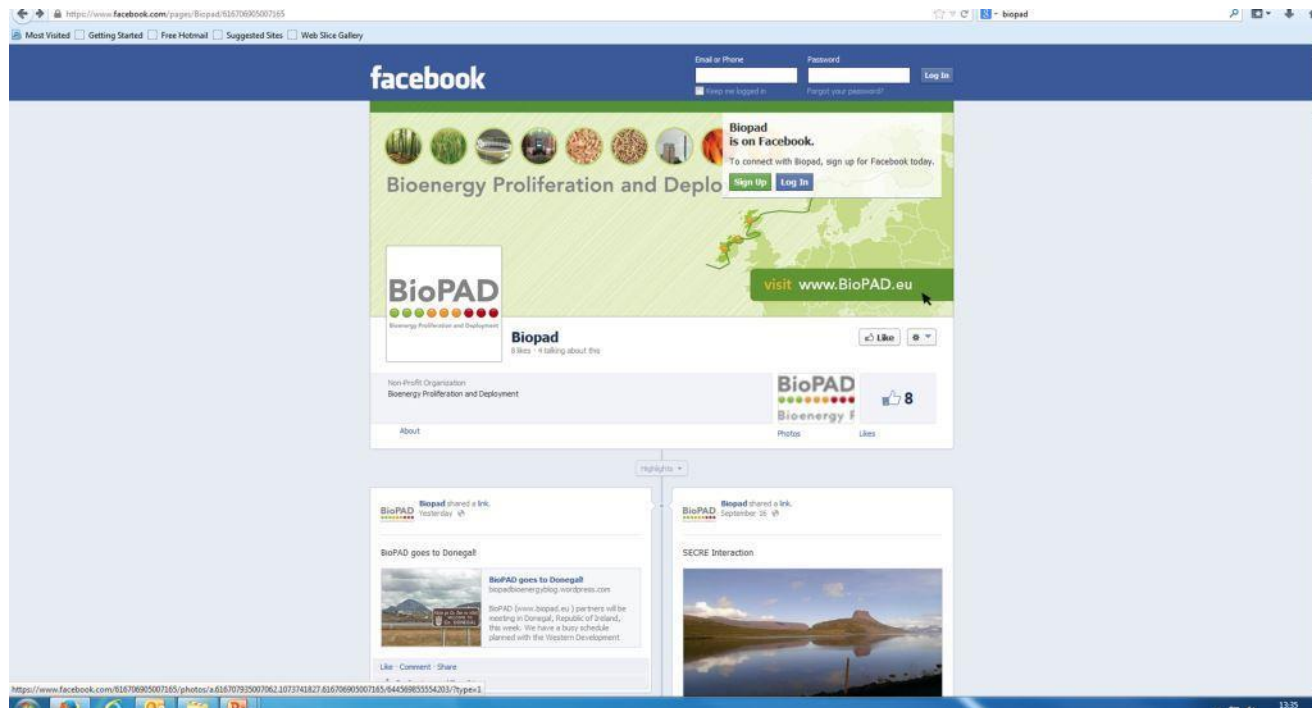 https://www.facebook.com/pages/Biopad/616706905007165
biopad
Most Visited Getting Started Free Hotmail Suggested Sites Web Slice Gallery
facebook
Email or Phone
Password
Log In
Keep me logged in
Forgot your password?
Biopad
is on Facebook.
To connect with Biopad, sign up for Facebook today.
Sign Up Log In
Bioenergy Proliferation and Deplo
visit www.BioPAD.eu
BioPAD
Bioenergy Proliferation and Deployment
Biopad
8 likes · 4 talking about this
Like
Non-Profit Organization
Bioenergy Proliferation and Deployment
BioPAD
Bioenergy P
8
About
Photos
Likes
Highlights
BioPAD
Biopad shared a link.
Yesterday
BioPAD goes to Donegal!
BioPAD goes to Donegal!
biopadbioenergyblog.wordpress.com
BioPAD (www.biopad.eu ) partners will be
meeting in Donegal, Republic of Ireland,
this week. We have a busy schedule
planned with the Western Development
Like · Comment · Share
BioPAD
Biopad shared a link.
September 26
SECRE Interaction
https://www.facebook.com/616706905007165/photos/a.616707935007062.1073741827.616706905007165/644569855554203/?type=1
13:35